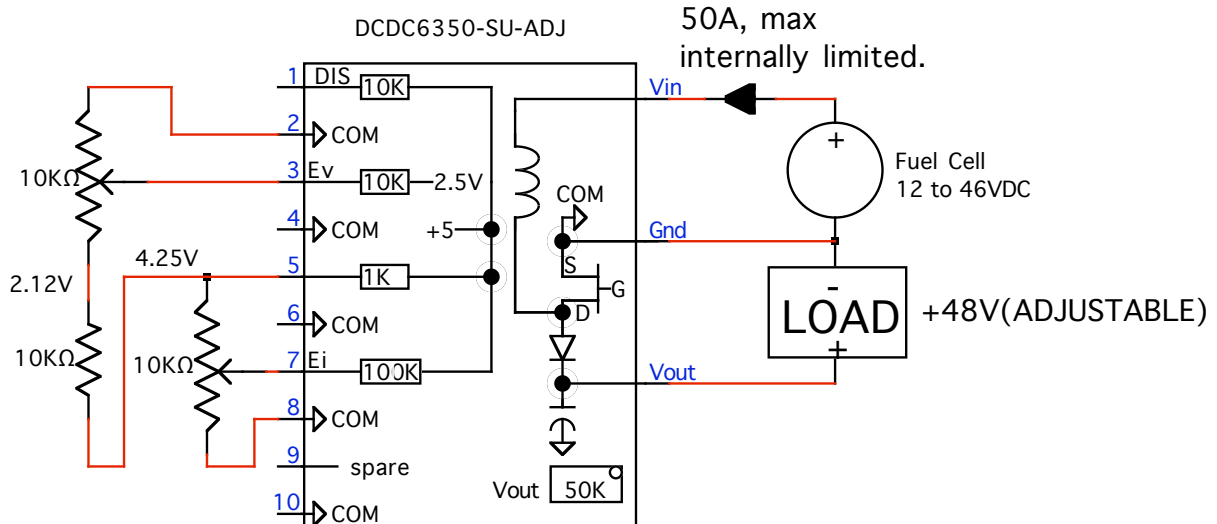 DCDC6350-SU-ADJ
50A, max
internally limited.
1
DIS
10K
Vin
2
COM
+
Fuel Cell
12 to 46VDC
10KΩ
3
Ev
10K
2.5V
COM
4
COM
+5
Gnd
4.25V
S
2.12V
5
1K
G
-
LOAD
+
+48V(ADJUSTABLE)
6
COM
D
10KΩ
10KΩ
7
Ei
100K
Vout
8
COM
9
spare
Vout
50K
10
COM